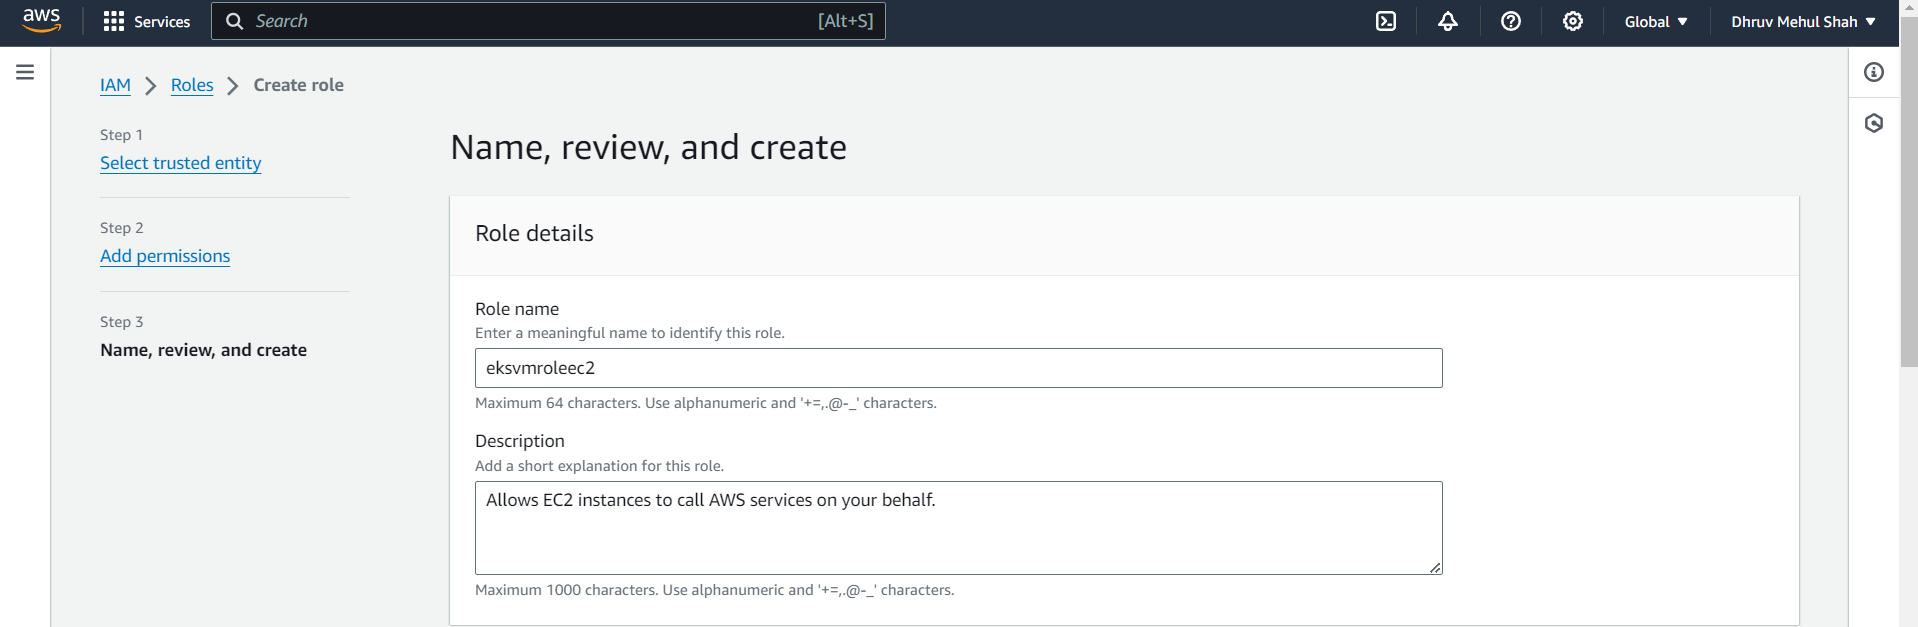 aws Services Search [Alt+S] Global Dhruv Mehul Shah
IAM Roles Create role
Step 1
Select trusted entity
Step 2
Add permissions
Step 3
Name, review, and create
Name, review, and create
Role details
Role name
Enter a meaningful name to identify this role.
eksvmroleec2
Maximum 64 characters. Use alphanumeric and '+=,.@-_' characters.
Description
Add a short explanation for this role.
Allows EC2 instances to call AWS services on your behalf.
Maximum 1000 characters. Use alphanumeric and '+=,.@-_' characters.